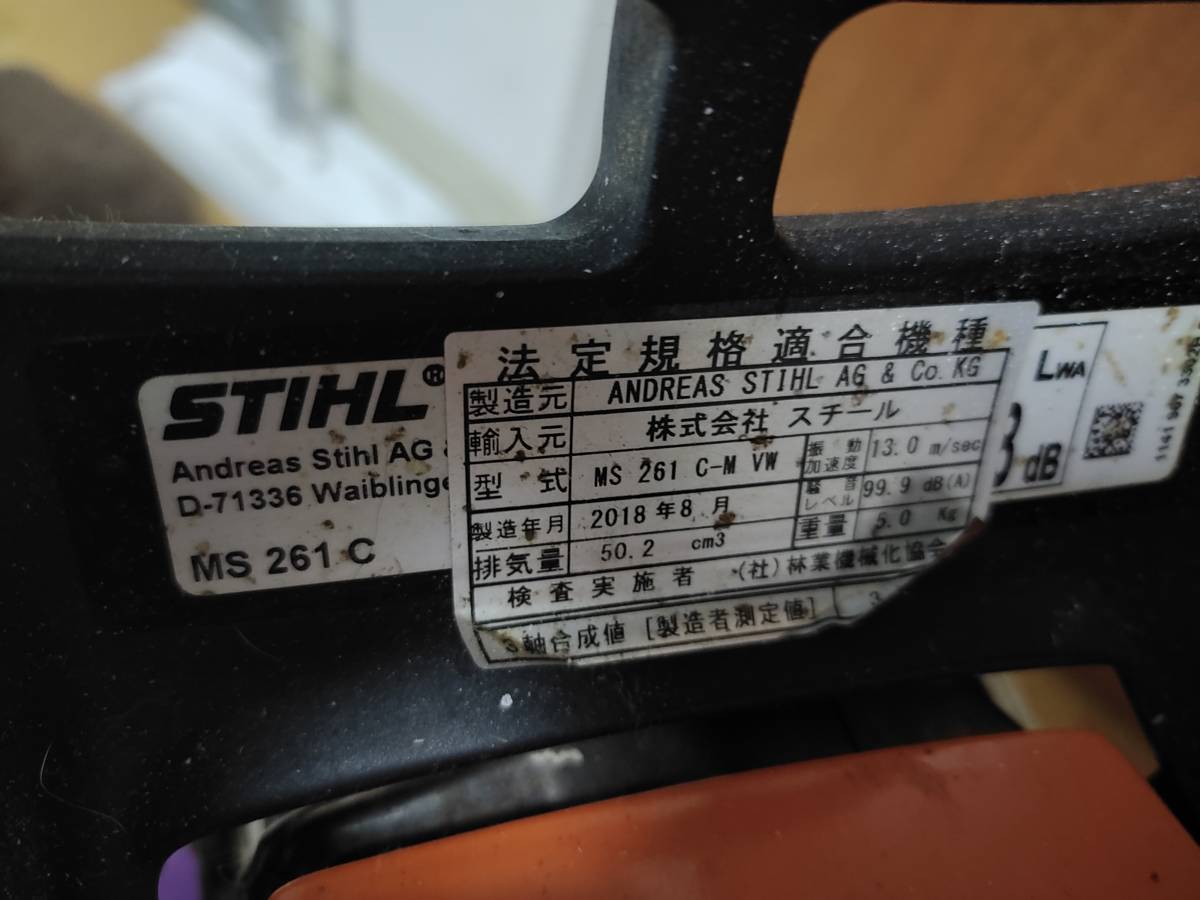 STIHL®
Andreas Stihl AG
D-71336 Waiblinge
MS 261 C
法定規格適合機種
製造元 ANDREAS STIHL AG & Co. KG
輸入元 株式会社 スチール
型式 MS 261 C-M VW 振動加速度 13.0 m/sec
製造年月 2018年8月 騒音レベル 99.9 dB(A)
排気量 50.2 cm3 重量 5.0 Kg
検査実施者 (社)林業機械化協会
3軸合成値 [製造者測定値] 3
LWA
dB